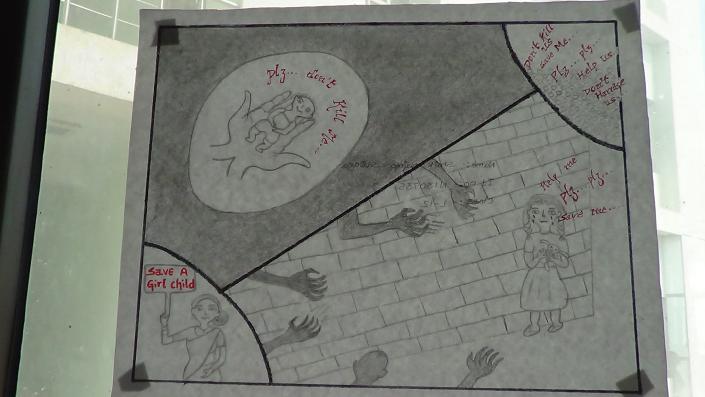 plz... don't
Kill
Me...
Don't Kill
us
save Me..
Plz.. plz..
Help us
Don't
us..
Help me
Plz.. plz..
Save me..
Save A
Girl child